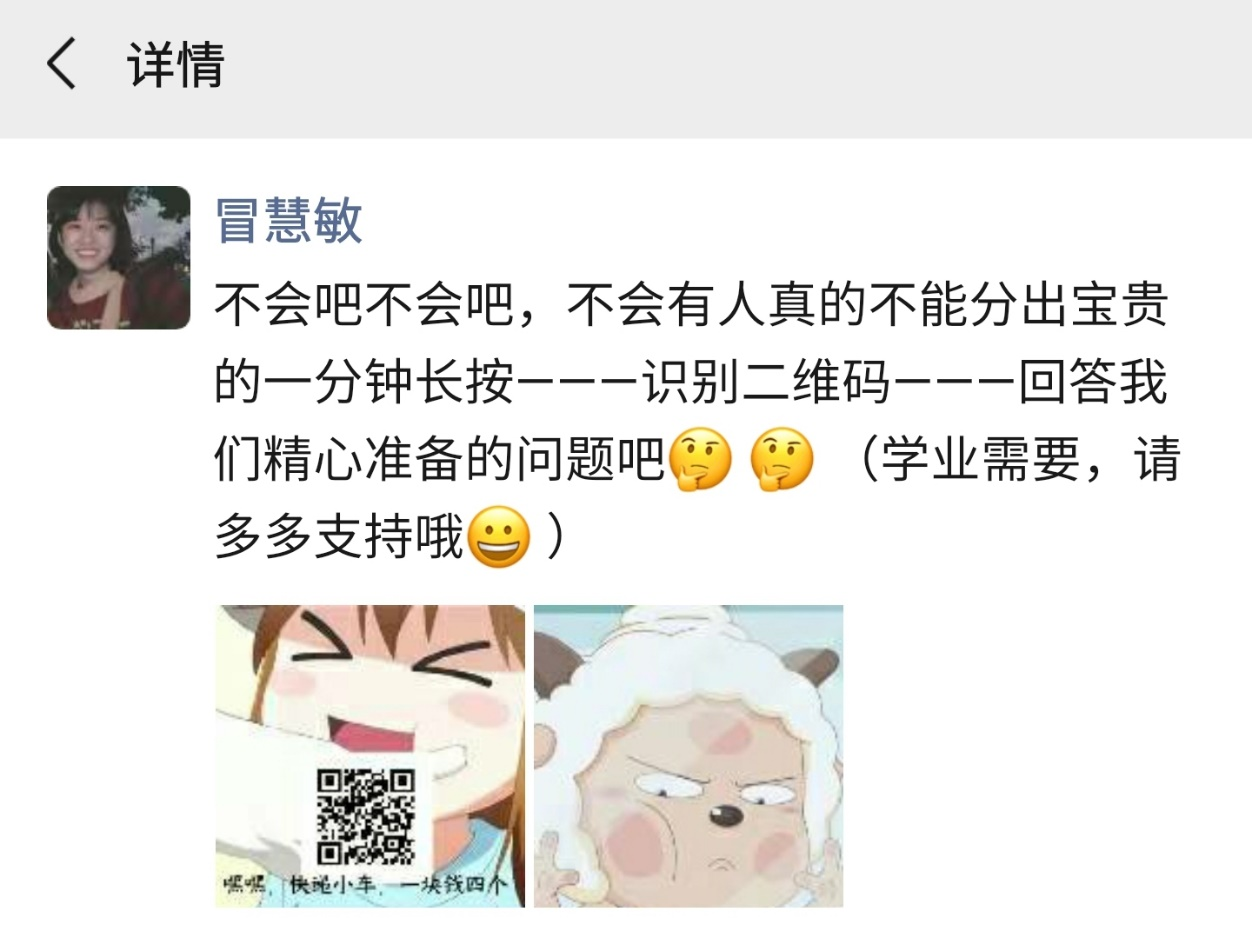 详情
冒慧敏
不会吧不会吧，不会有人真的不能分出宝贵
的一分钟长按———识别二维码———回答我
们精心准备的问题吧🤔🤔（学业需要，请
多多支持哦😀）
嘿嘿，快递小车，一块钱四个